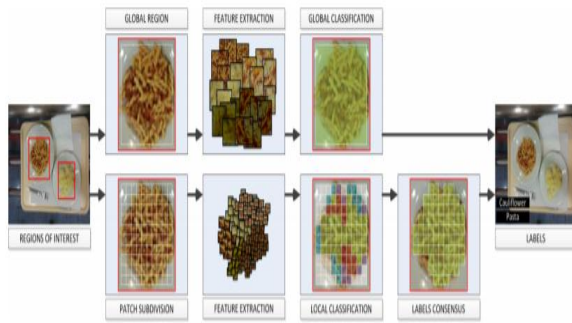 GLOBAL REGION
FEATURE EXTRACTION
GLOBAL CLASSIFICATION
Cauliflower
Pasta
REGIONS OF INTEREST
LABELS
PATCH SUBDIVISION
FEATURE EXTRACTION
LOCAL CLASSIFICATION
LABELS CONSENSUS